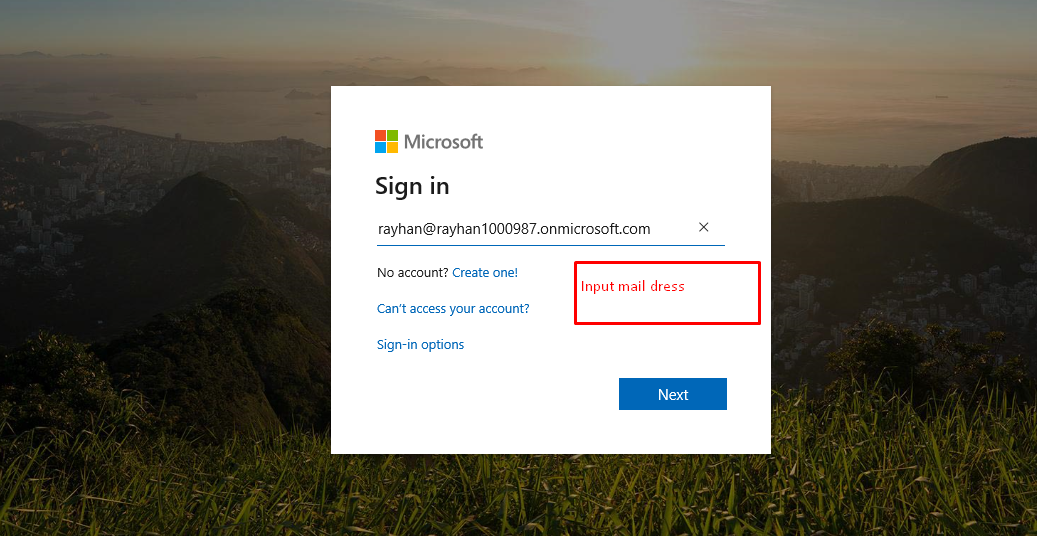 Microsoft
Sign in
rayhan@rayhan1000987.onmicrosoft.com
No account? Create one!
Input mail dress
Can't access your account?
Sign-in options
Next